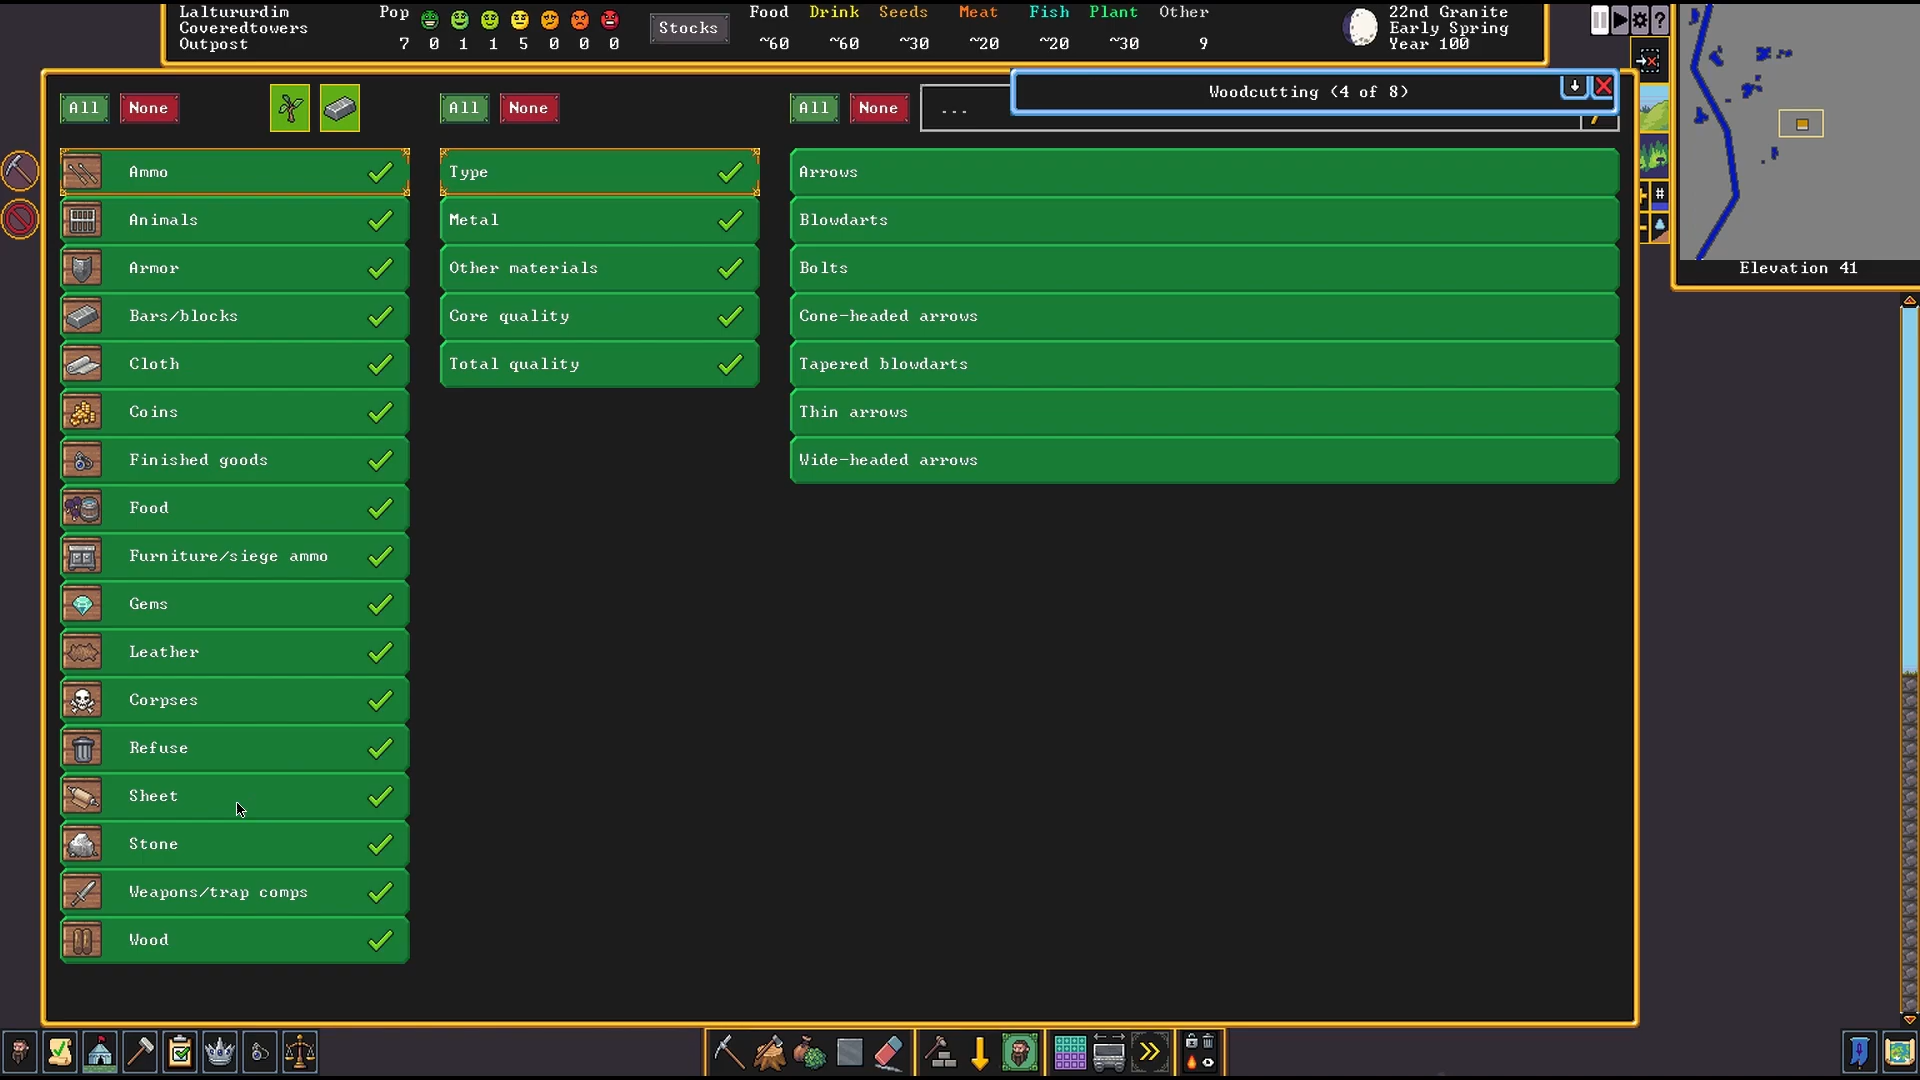 Laltururdim
Coveredtowers
Outpost
Pop
7 0 1 1 5 0 0 0
Stocks
Food Drink Seeds Meat Fish Plant Other
~60 ~60 ~30 ~20 ~20 ~30 9
22nd Granite
Early Spring
Year 100
?
#
Elevation 41
All None
All None
All None
...
Woodcutting (4 of 8)
Ammo
Animals
Armor
Bars/blocks
Cloth
Coins
Finished goods
Food
Furniture/siege ammo
Gems
Leather
Corpses
Refuse
Sheet
Stone
Weapons/trap comps
Wood
Type
Metal
Other materials
Core quality
Total quality
Arrows
Blowdarts
Bolts
Cone-headed arrows
Tapered blowdarts
Thin arrows
Wide-headed arrows